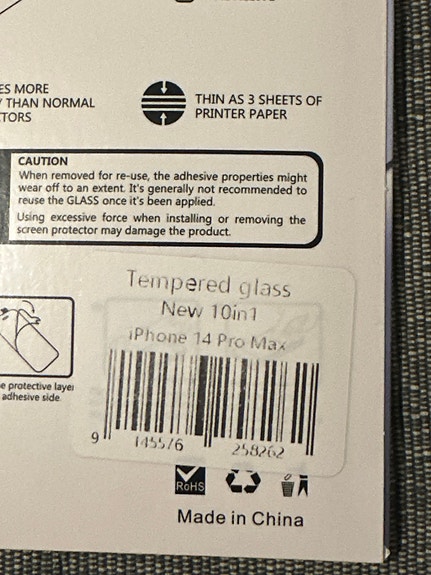 ES MORE
THAN NORMAL
TORS
THIN AS 3 SHEETS OF
PRINTER PAPER
CAUTION
When removed for re-use, the adhesive properties might
wear off to an extent. It's generally not recommended to
reuse the GLASS once it's been applied.
Using excessive force when installing or removing the
screen protector may damage the product.
Tempered glass
New 10in1
iPhone 14 Pro Max
9 145576 258262
e protective layer
adhesive side.
RoHS
Made in China